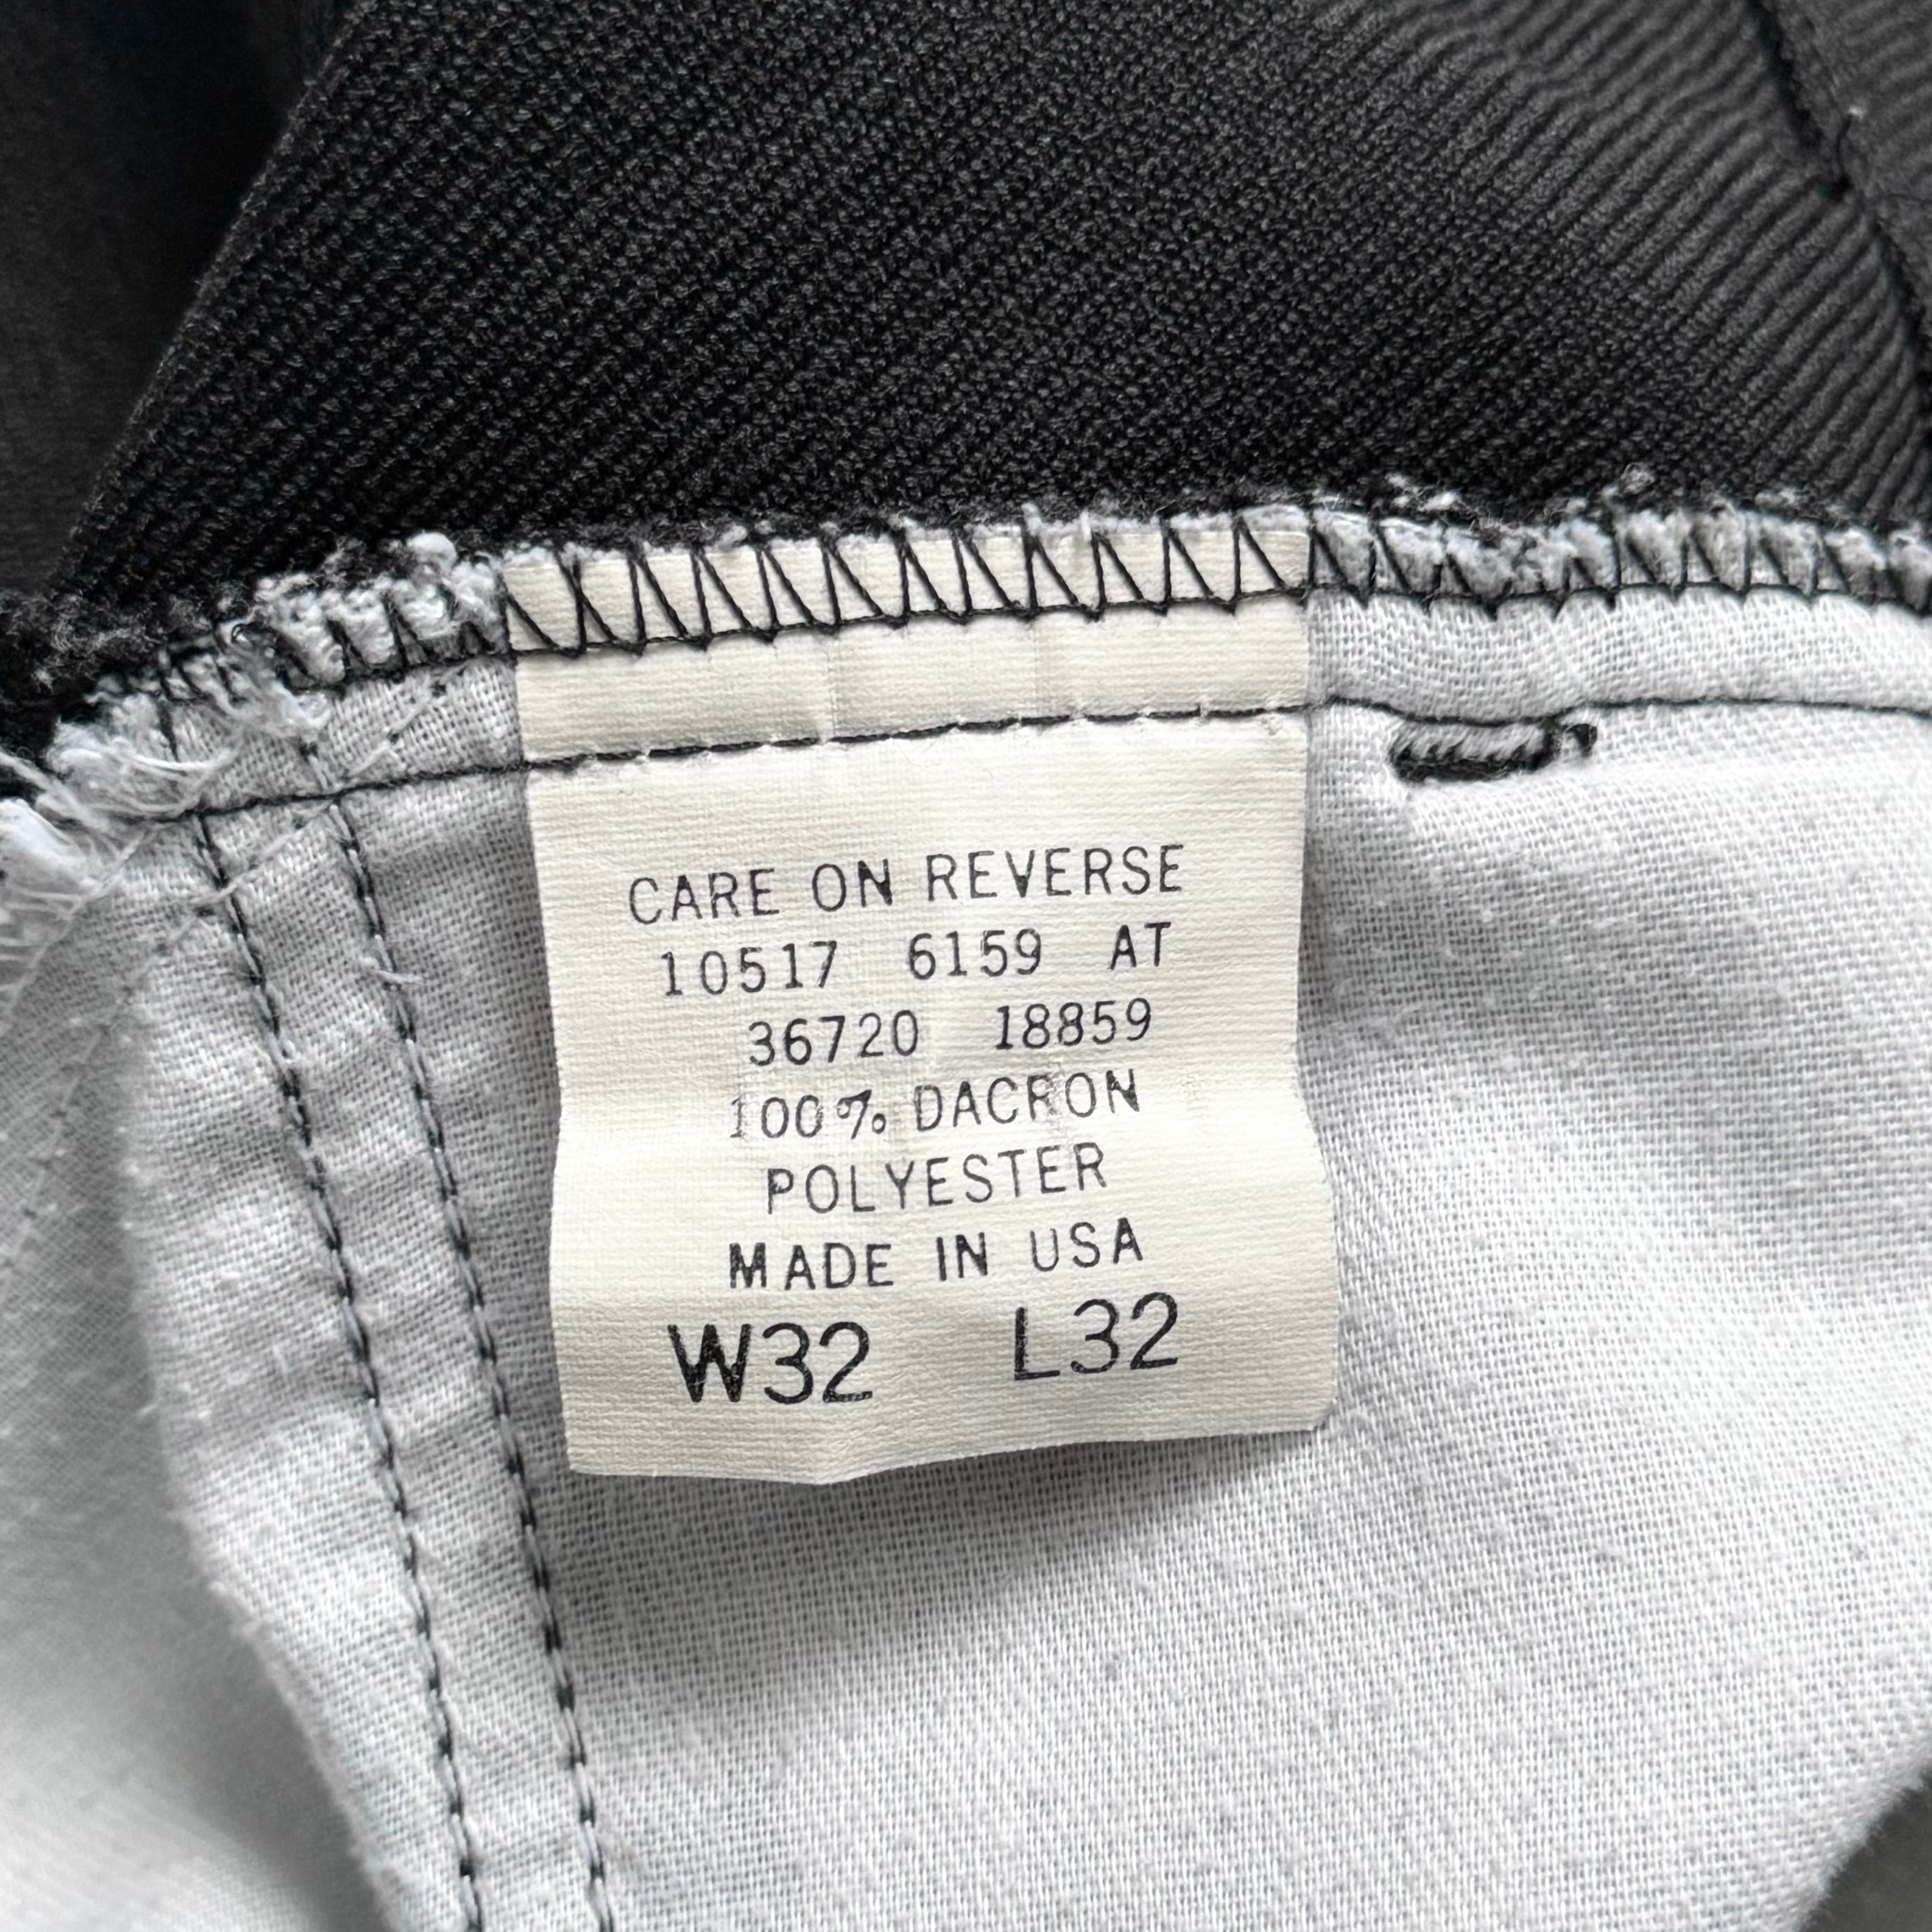 CARE ON REVERSE
10517 6159 AT
36720 18859
100% DACRON
POLYESTER
MADE IN USA
W32 L32